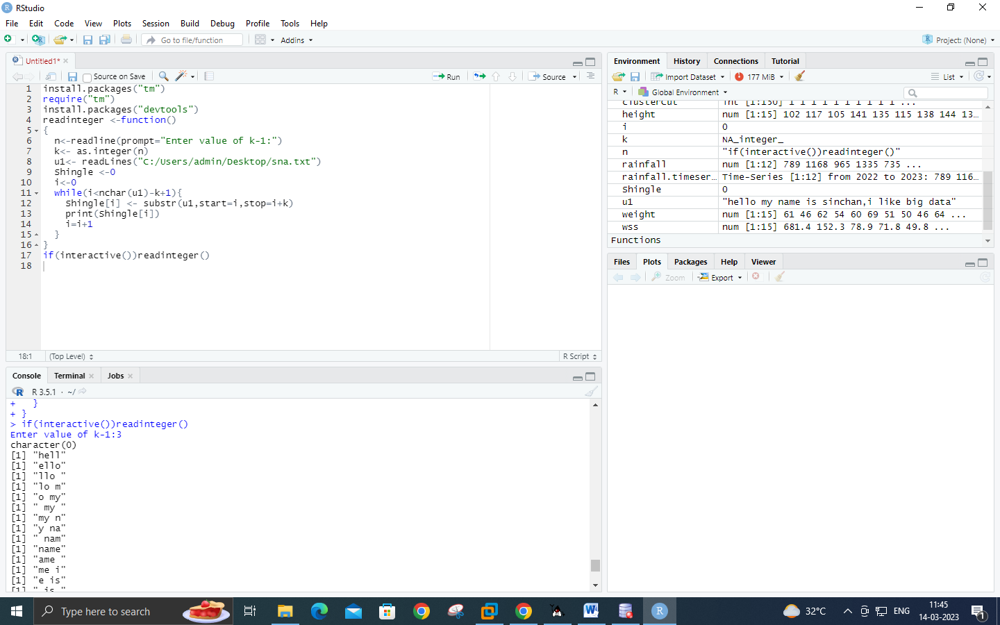 RStudio
File Edit Code View Plots Session Build Debug Profile Tools Help
Go to file/function Addins Project: (None)
Untitled1*
Source on Save Run Source
1 install.packages("tm")
2 require("tm")
3 install.packages("devtools")
4 readinteger <-function()
5 {
6   n<-readline(prompt="Enter value of k-1:")
7   k<- as.integer(n)
8   u1<- readLines("C:/Users/admin/Desktop/sna.txt")
9   Shingle <-0
10   i<-0
11   while(i<nchar(u1)-k+1){
12     Shingle[i] <- substr(u1,start=i,stop=i+k)
13     print(Shingle[i])
14     i=i+1
15   }
16 }
17 if(interactive())readinteger()
18
18:1 (Top Level) R Script
Console Terminal Jobs
R 3.5.1 · ~/
+   }
+ }
> if(interactive())readinteger()
Enter value of k-1:3
character(0)
[1] "hell"
[1] "ello"
[1] "llo "
[1] "lo m"
[1] "o my"
[1] " my "
[1] "my n"
[1] "y na"
[1] " nam"
[1] "name"
[1] "ame "
[1] "me i"
[1] "e is"
[1] " is "
Environment History Connections Tutorial
Import Dataset 177 MiB List
R Global Environment
clusterCut int [1:150] 1 1 1 1 1 1 1 1 1 1 ...
height num [1:15] 102 117 105 141 135 115 138 144 13…
i 0
k NA_integer_
n "if(interactive())readinteger()"
rainfall num [1:12] 789 1168 965 1335 735 ...
rainfall.timeser… Time-Series [1:12] from 2022 to 2023: 789 116…
Shingle 0
u1 "hello my name is sinchan,i like big data"
weight num [1:15] 61 46 62 54 60 69 51 50 46 64 ...
wss num [1:15] 681.4 152.3 78.9 71.8 49.8 ...
Functions
Files Plots Packages Help Viewer
Zoom Export
Type here to search
32°C ENG 11:45
14-03-2023
1